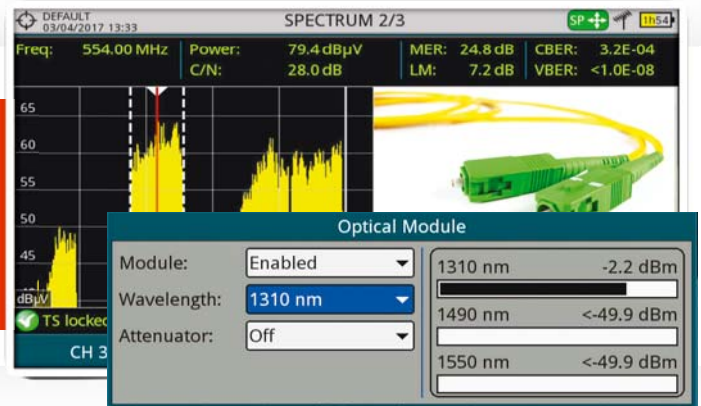 DEFAULT
03/04/2017 13:33
SPECTRUM 2/3
SP
1h54
Freq: 554.00 MHz Power: 79.4 dBµV MER: 24.8 dB CBER: 3.2E-04
C/N: 28.0 dB LM: 7.2 dB VBER: <1.0E-08
65
60
55
50
45
dBµV
TS locked
CH 3
Optical Module
Module: Enabled
Wavelength: 1310 nm
Attenuator: Off
1310 nm -2.2 dBm
1490 nm <-49.9 dBm
1550 nm <-49.9 dBm